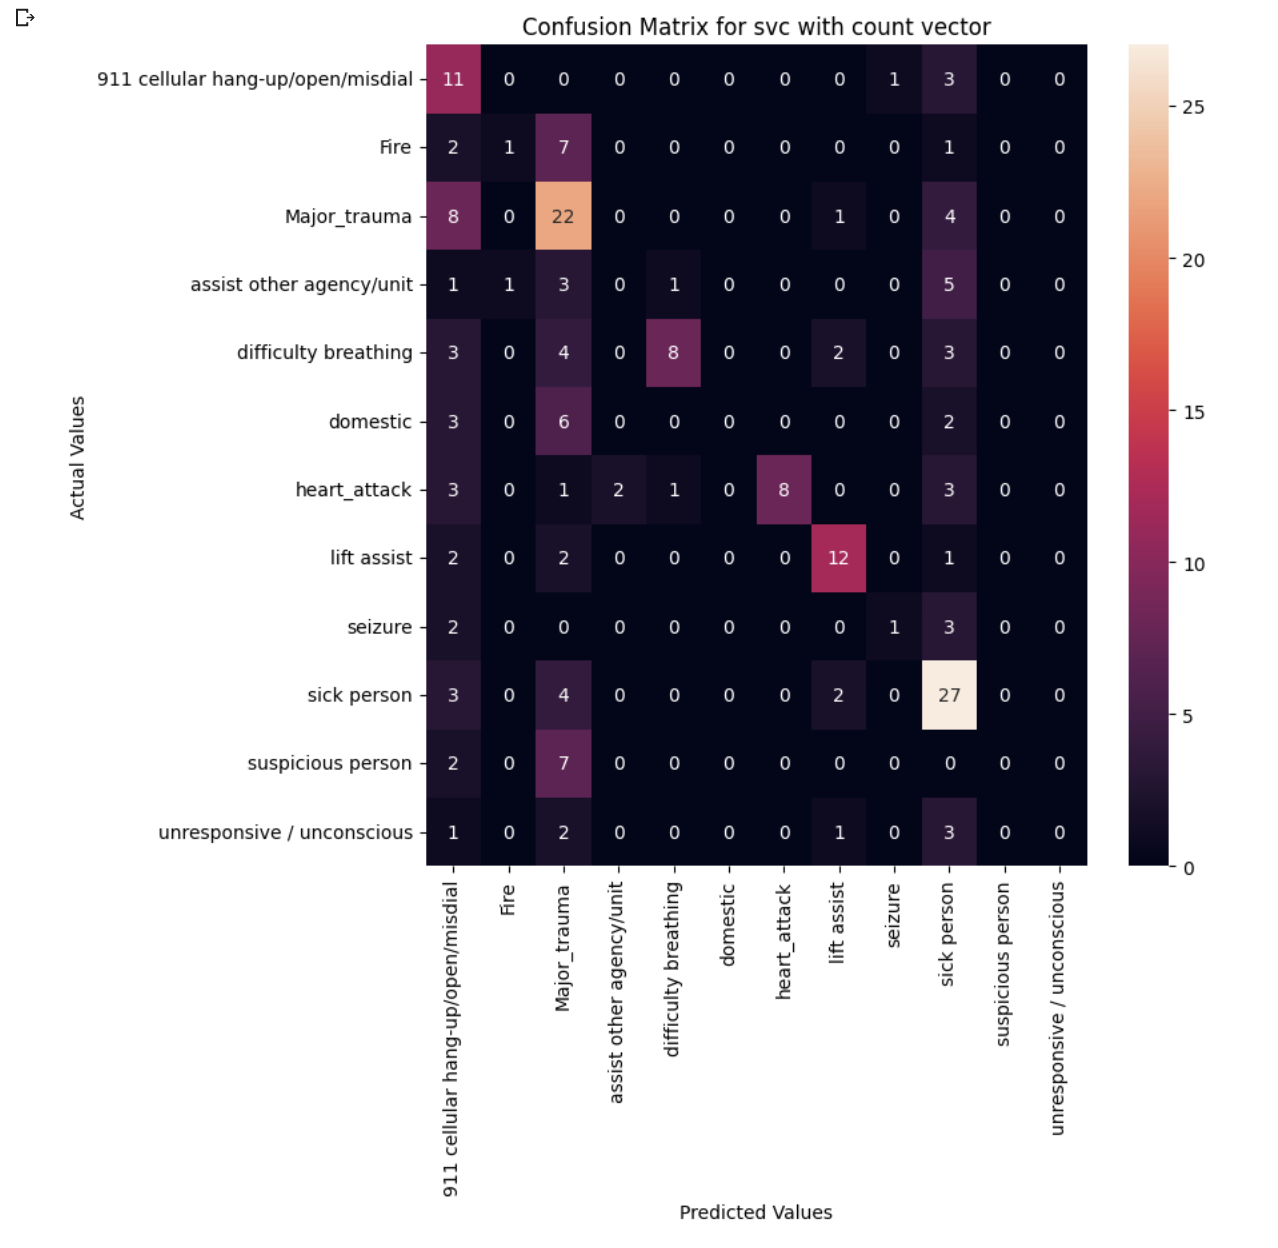 Confusion Matrix for svc with count vector
911 cellular hang-up/open/misdial 11 0 0 0 0 0 0 0 1 3 0 0
Fire 2 1 7 0 0 0 0 0 0 1 0 0
Major_trauma 8 0 22 0 0 0 0 1 0 4 0 0
assist other agency/unit 1 1 3 0 1 0 0 0 0 5 0 0
difficulty breathing 3 0 4 0 8 0 0 2 0 3 0 0
domestic 3 0 6 0 0 0 0 0 0 2 0 0
heart_attack 3 0 1 2 1 0 8 0 0 3 0 0
lift assist 2 0 2 0 0 0 0 12 0 1 0 0
seizure 2 0 0 0 0 0 0 0 1 3 0 0
sick person 3 0 4 0 0 0 0 2 0 27 0 0
suspicious person 2 0 7 0 0 0 0 0 0 0 0 0
unresponsive / unconscious 1 0 2 0 0 0 0 1 0 3 0 0
Actual Values
911 cellular hang-up/open/misdial
Fire
Major_trauma
assist other agency/unit
difficulty breathing
domestic
heart_attack
lift assist
seizure
sick person
suspicious person
unresponsive / unconscious
Predicted Values
25
20
15
10
5
0